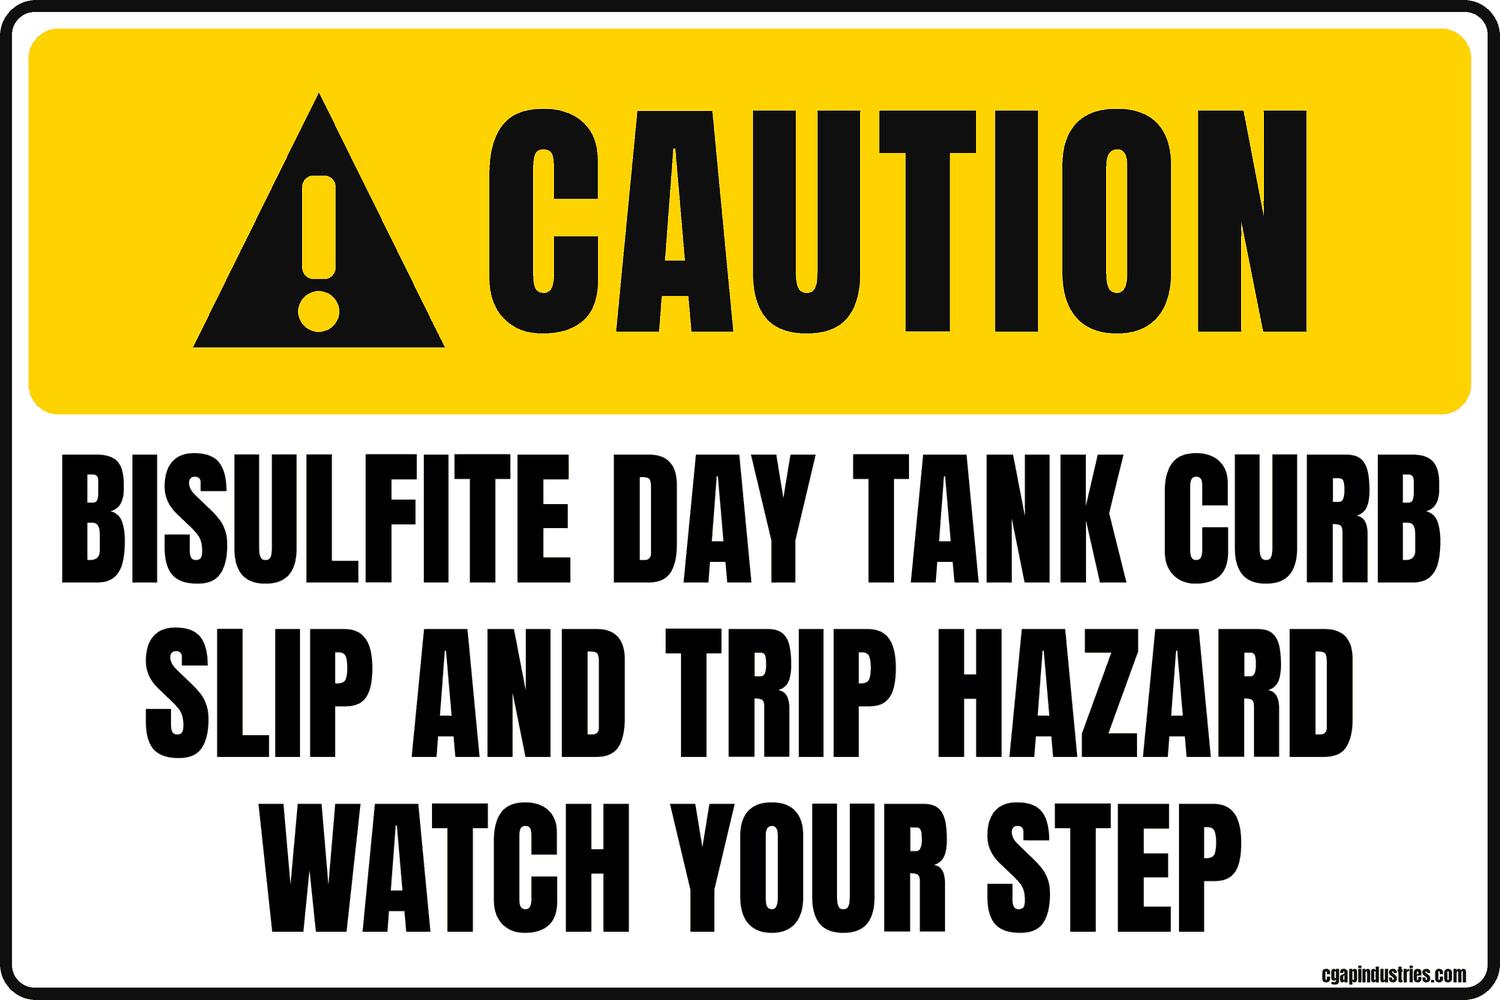 CAUTION
BISULFITE DAY TANK CURB
SLIP AND TRIP HAZARD
WATCH YOUR STEP
cgapindustries.com